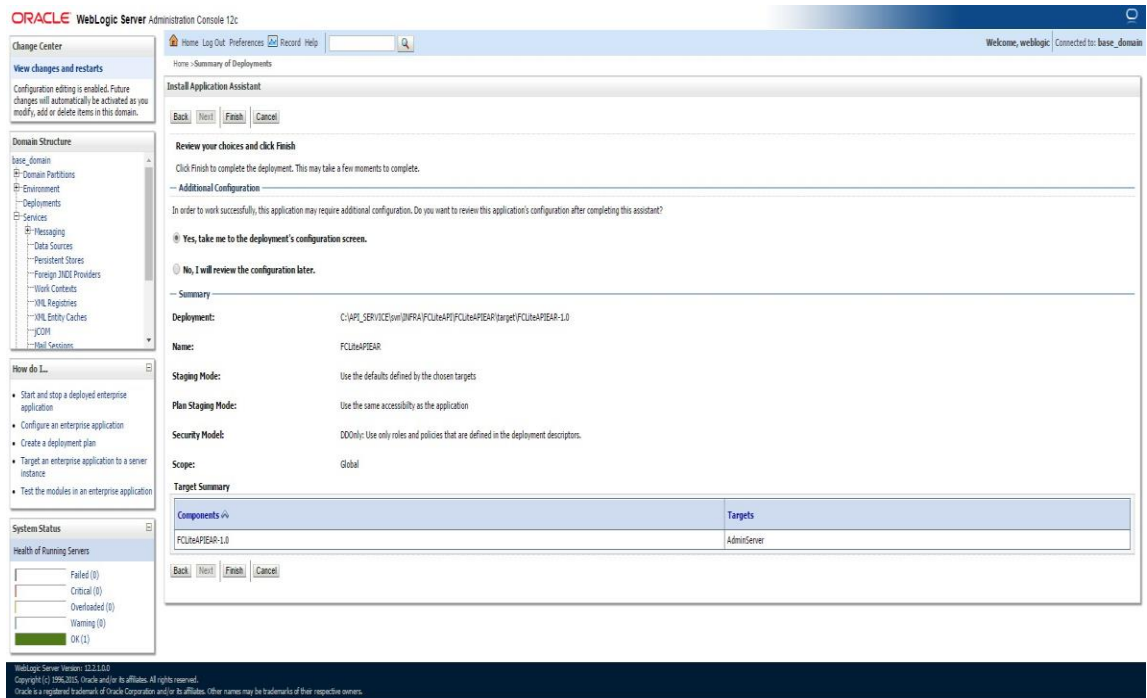 ORACLE WebLogic Server Administration Console 12c
Change Center
View changes and restarts
Configuration editing is enabled. Future
changes will automatically be activated as you
modify, add or delete items in this domain.
Domain Structure
base_domain
Domain Partitions
Environment
Deployments
Services
Messaging
Data Sources
Persistent Stores
Foreign JNDI Providers
Work Contexts
XML Registries
XML Entity Caches
jCOM
Mail Sessions
How do I...
Start and stop a deployed enterprise
application
Configure an enterprise application
Create a deployment plan
Target an enterprise application to a server
instance
Test the modules in an enterprise application
System Status
Health of Running Servers
Failed (0)
Critical (0)
Overloaded (0)
Warning (0)
OK (1)
Home Log Out Preferences Record Help
Welcome, weblogic Connected to: base_domain
Home >Summary of Deployments
Install Application Assistant
Back Next Finish Cancel
Review your choices and click Finish
Click Finish to complete the deployment. This may take a few moments to complete.
Additional Configuration
In order to work successfully, this application may require additional configuration. Do you want to review this application's configuration after completing this assistant?
Yes, take me to the deployment's configuration screen.
No, I will review the configuration later.
Summary
Deployment: C:\API_SERVICE\svn\INFRA\FCLiteAPI\FCLiteAPIEAR\target\FCLiteAPIEAR-1.0
Name: FCLiteAPIEAR
Staging Mode: Use the defaults defined by the chosen targets
Plan Staging Mode: Use the same accessibilty as the application
Security Model: DDOnly: Use only roles and policies that are defined in the deployment descriptors.
Scope: Global
Target Summary
Components Targets
FCLiteAPIEAR-1.0 AdminServer
Back Next Finish Cancel
WebLogic Server Version: 12.2.1.0.0
Copyright (c) 1996,2015, Oracle and/or its affiliates. All rights reserved.
Oracle is a registered trademark of Oracle Corporation and/or its affiliates. Other names may be trademarks of their respective owners.